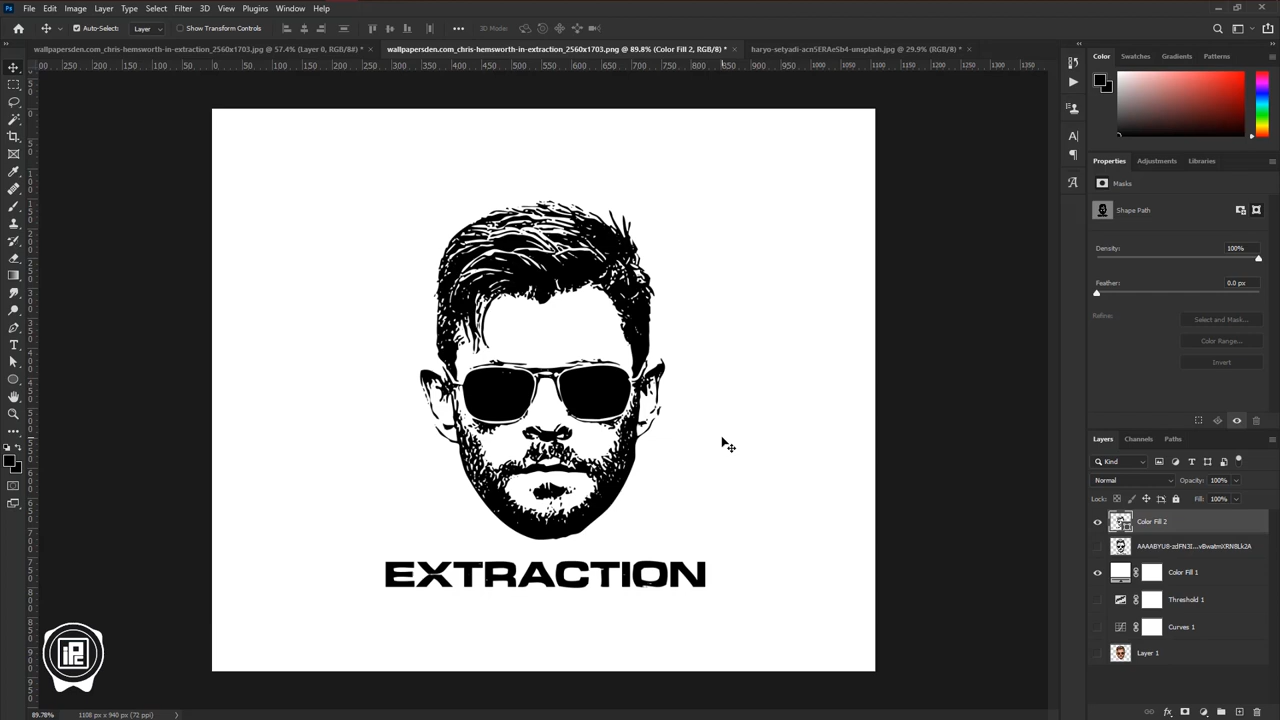 Ps File Edit Image Layer Type Select Filter 3D View Plugins Window Help
Auto-Select: Layer Show Transform Controls 3D Mode:
wallpapersden.com_chris-hemsworth-in-extraction_2560x1703.jpg @ 57.4% (Layer 0, RGB/8#) * × wallpapersden.com_chris-hemsworth-in-extraction_2560x1703.png @ 89.8% (Color Fill 2, RGB/8) * × haryo-setyadi-acn5ERAeSb4-unsplash.jpg @ 29.9% (RGB/8) * ×
Color Swatches Gradients Patterns
Properties Adjustments Libraries
Masks
Shape Path
Density: 100%
Feather: 0.0 px
Refine: Select and Mask...
Color Range...
Invert
Layers Channels Paths
Kind
Normal Opacity: 100%
Lock: Fill: 100%
Color Fill 2
Color Fill 1
Threshold 1
Curves 1
Layer 1
EXTRACTION
iPc
89.78% 1108 px x 940 px (72 ppi)